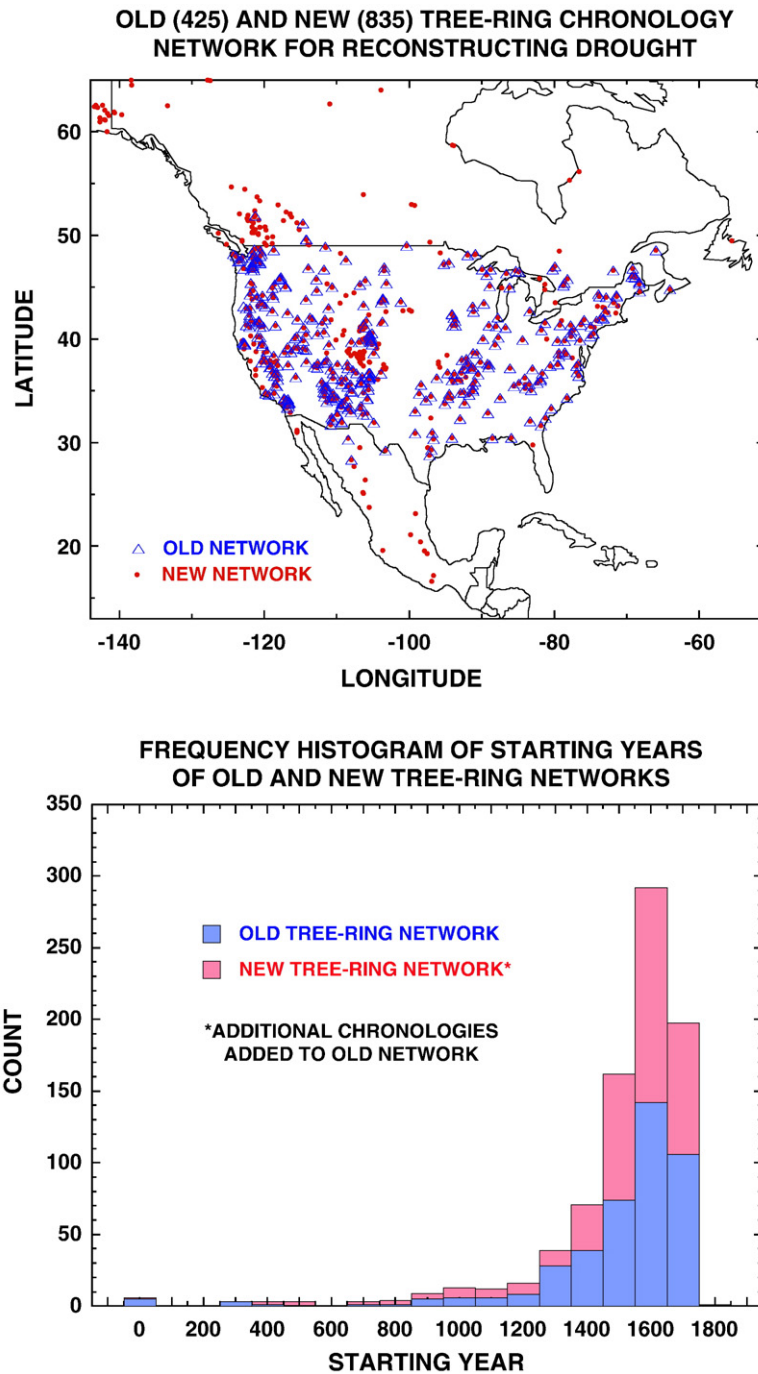 OLD (425) AND NEW (835) TREE-RING CHRONOLOGY
NETWORK FOR RECONSTRUCTING DROUGHT
LATITUDE
60
50
40
30
20
OLD NETWORK
NEW NETWORK
-140 -120 -100 -80 -60
LONGITUDE
FREQUENCY HISTOGRAM OF STARTING YEARS
OF OLD AND NEW TREE-RING NETWORKS
COUNT
350
300
250
200
150
100
50
0
OLD TREE-RING NETWORK
NEW TREE-RING NETWORK*
*ADDITIONAL CHRONOLOGIES
ADDED TO OLD NETWORK
0 200 400 600 800 1000 1200 1400 1600 1800
STARTING YEAR